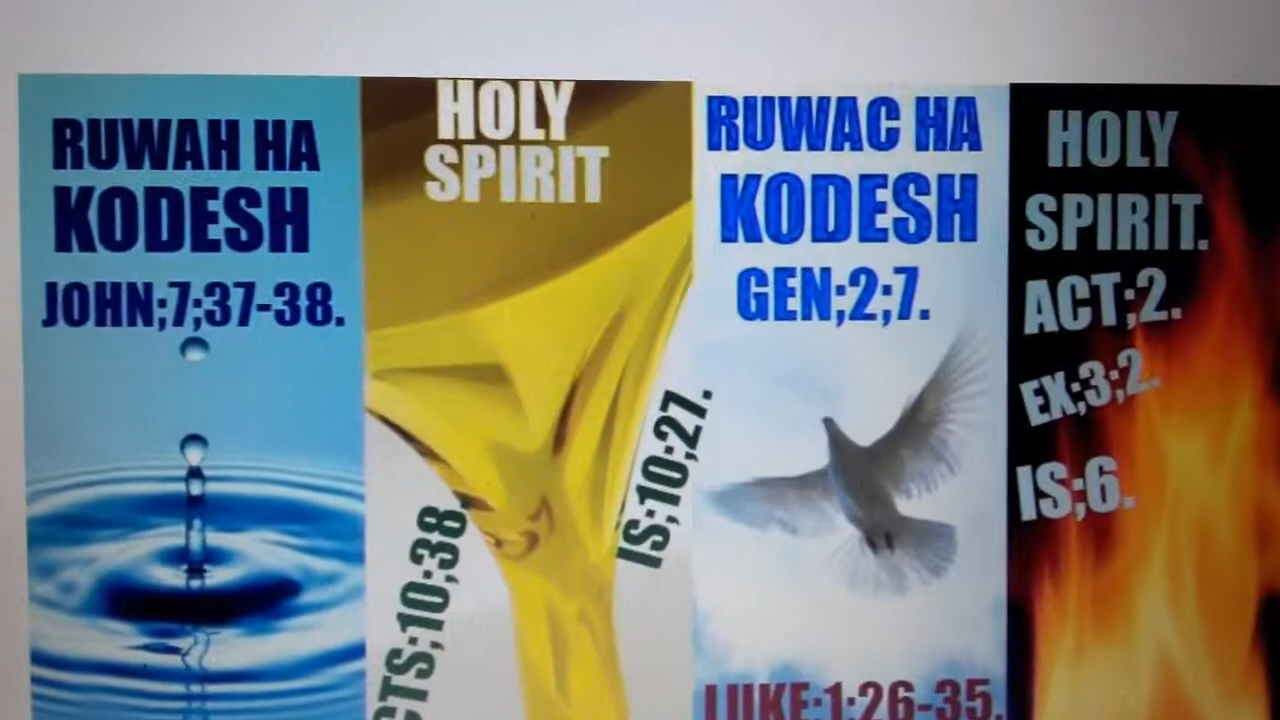 RUWAH HA
KODESH
JOHN;7;37-38.
HOLY
SPIRIT
CTS;10;38
IS;10;27.
RUWAC HA
KODESH
GEN;2;7.
LUKE;1;26-35.
HOLY
SPIRIT.
ACT;2.
EX;3;2.
IS;6.